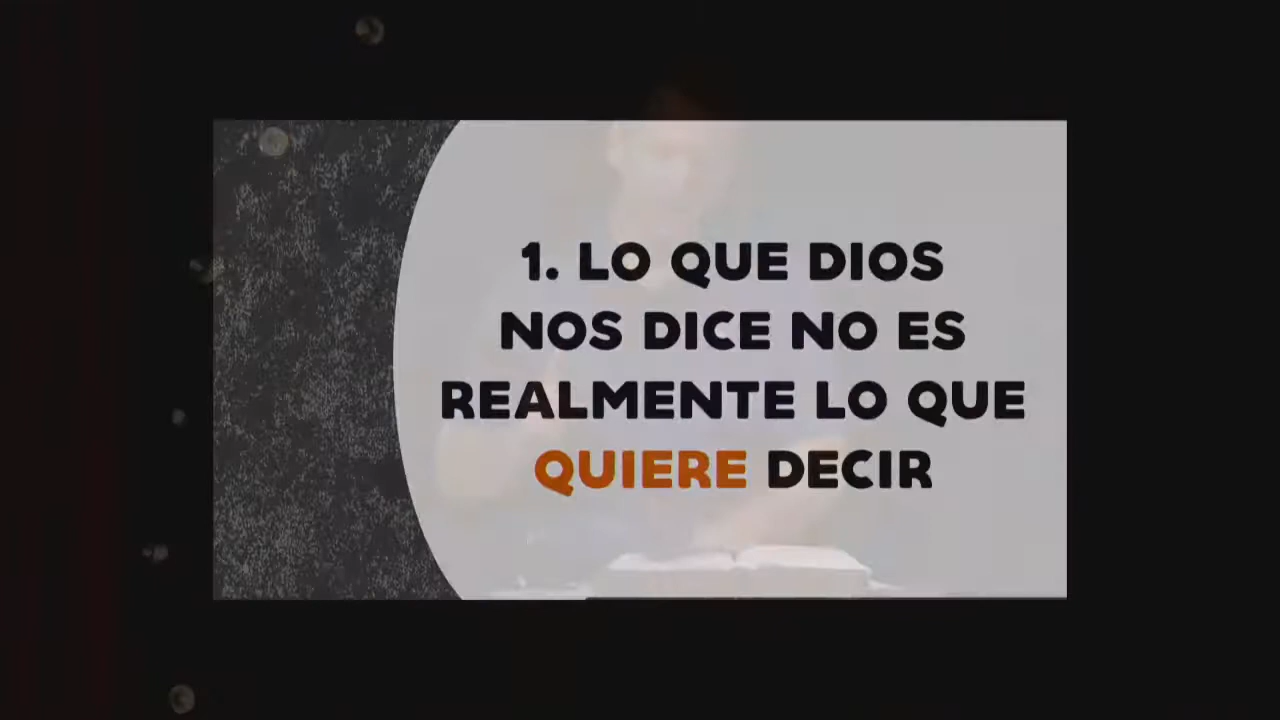 1. LO QUE DIOS
NOS DICE NO ES
REALMENTE LO QUE
QUIERE DECIR